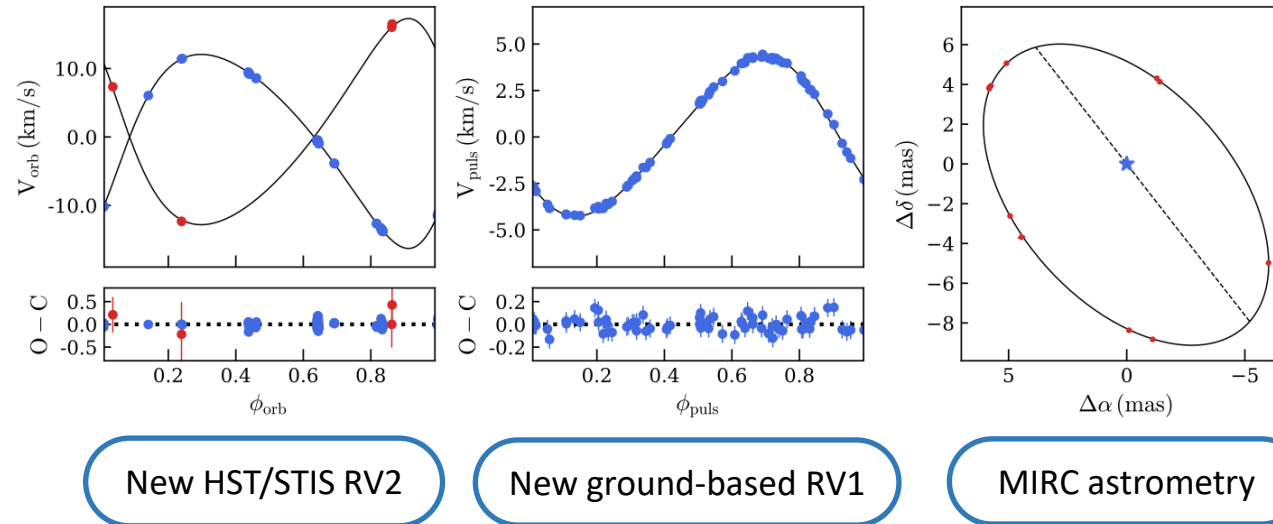 V_orb (km/s)
10.0
0.0
-10.0
O − C
0.5
0.0
-0.5
0.2 0.4 0.6 0.8
ϕ_orb
V_puls (km/s)
5.0
2.5
0.0
-2.5
-5.0
O − C
0.2
0.0
-0.2
0.2 0.4 0.6 0.8
ϕ_puls
Δδ (mas)
6
4
2
0
−2
−4
−6
−8
5 0 −5
Δα (mas)
New HST/STIS RV2
New ground-based RV1
MIRC astrometry